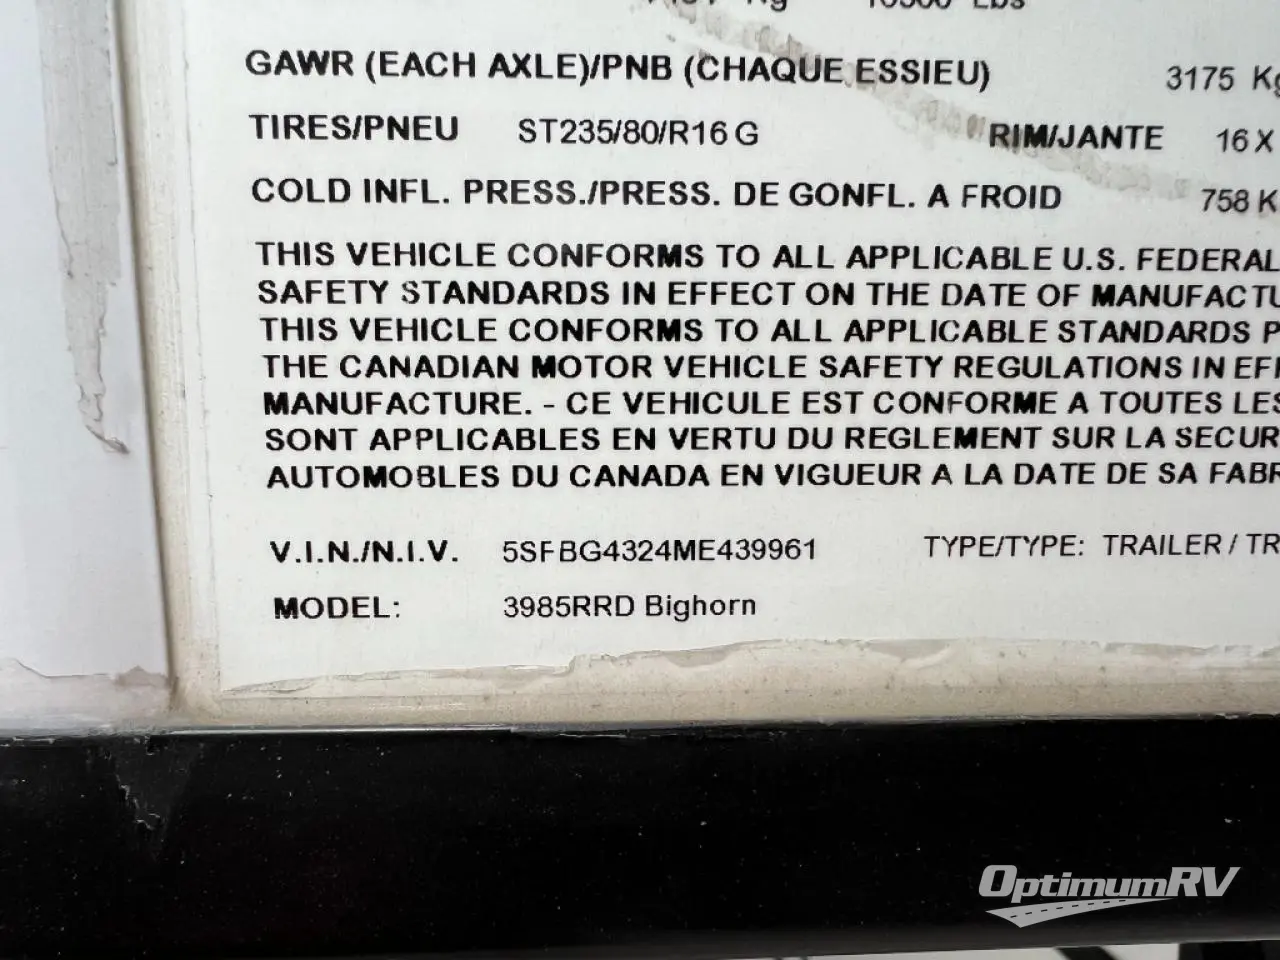 Kg Lbs
GAWR (EACH AXLE)/PNB (CHAQUE ESSIEU) 3175 Kg
TIRES/PNEU ST235/80/R16 G RIM/JANTE 16 X
COLD INFL. PRESS./PRESS. DE GONFL. A FROID 758 K
THIS VEHICLE CONFORMS TO ALL APPLICABLE U.S. FEDERAL
SAFETY STANDARDS IN EFFECT ON THE DATE OF MANUFACTU
THIS VEHICLE CONFORMS TO ALL APPLICABLE STANDARDS P
THE CANADIAN MOTOR VEHICLE SAFETY REGULATIONS IN EFF
MANUFACTURE. - CE VEHICULE EST CONFORME A TOUTES LES
SONT APPLICABLES EN VERTU DU REGLEMENT SUR LA SECUR
AUTOMOBLES DU CANADA EN VIGUEUR A LA DATE DE SA FABR
V.I.N./N.I.V. 5SFBG4324ME439961 TYPE/TYPE: TRAILER / TR
MODEL: 3985RRD Bighorn
OptimumRV